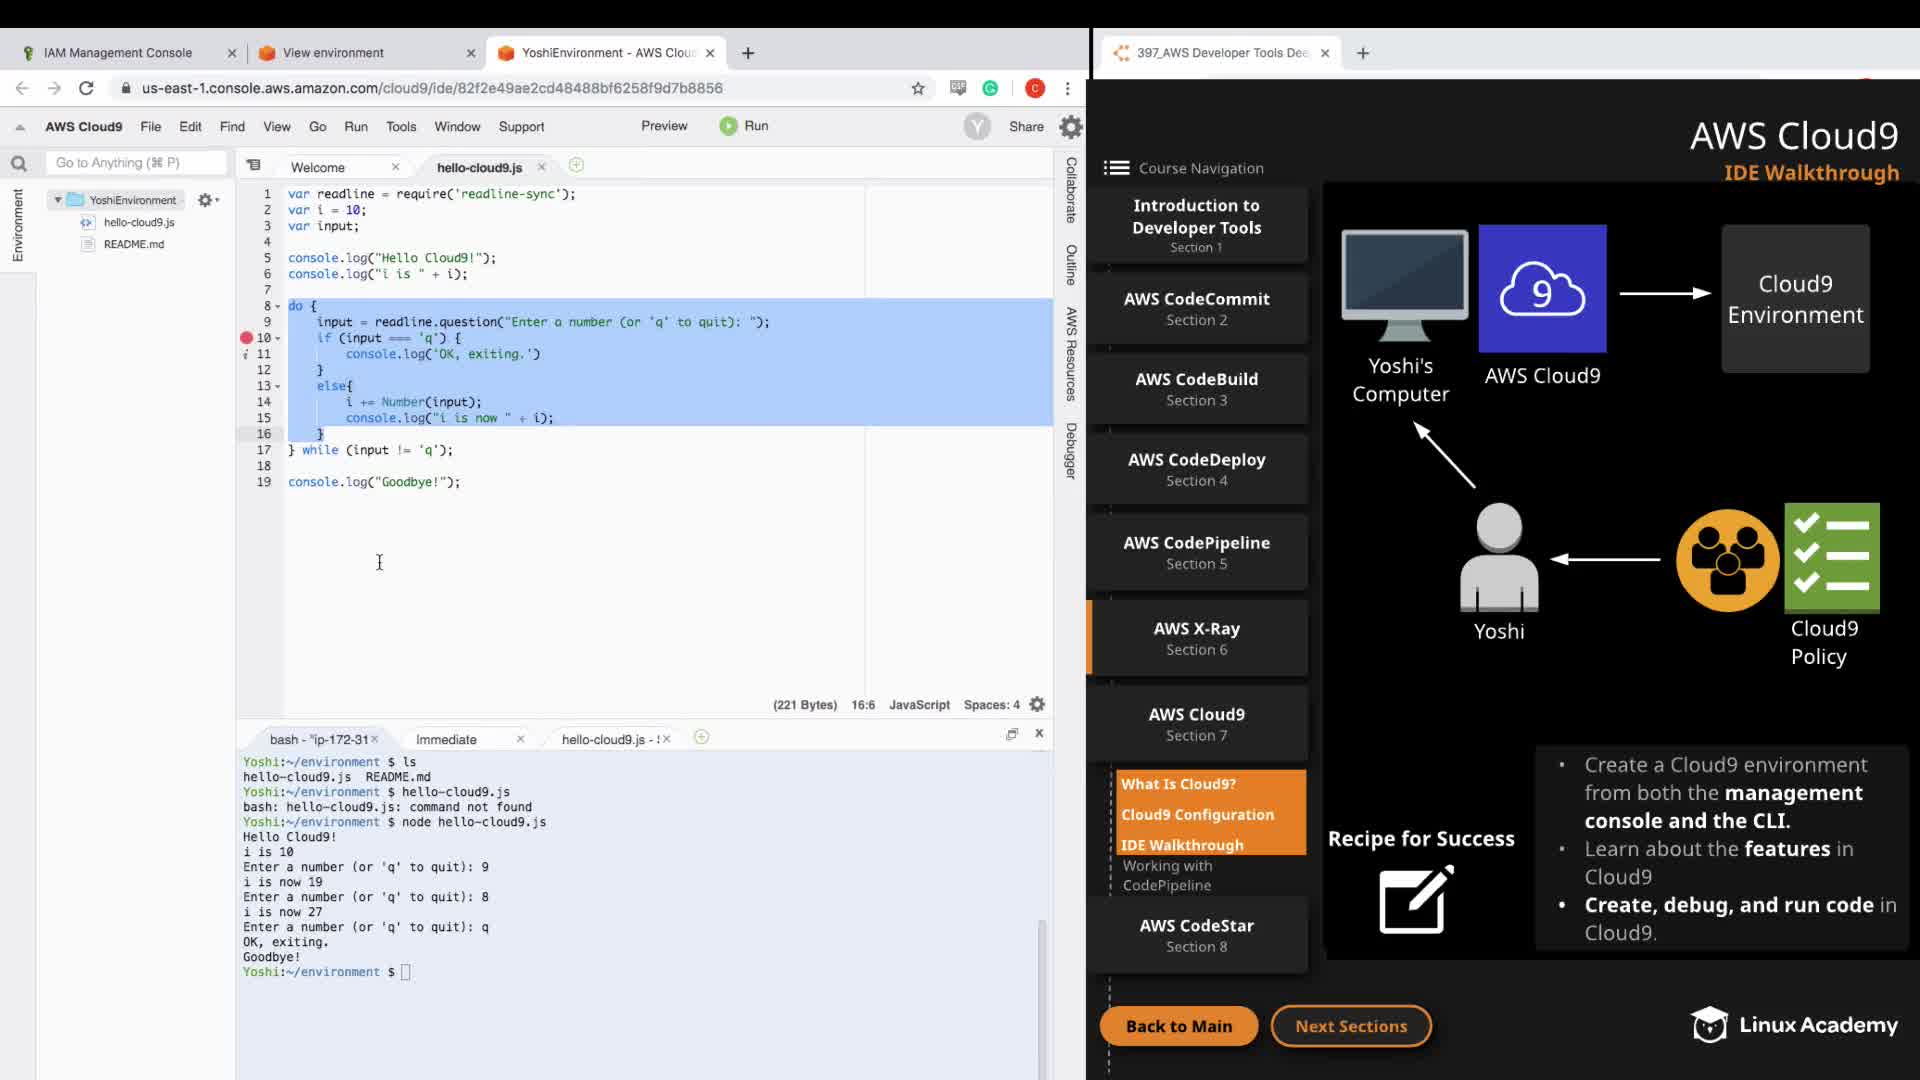 IAM Management Console
View environment
YoshiEnvironment - AWS Clou
397_AWS Developer Tools Dee
us-east-1.console.aws.amazon.com/cloud9/ide/82f2e49ae2cd48488bf6258f9d7b8856
AWS Cloud9 File Edit Find View Go Run Tools Window Support Preview Run Y Share
Go to Anything (⌘ P)
Environment
YoshiEnvironment
hello-cloud9.js
README.md
Welcome
hello-cloud9.js
1 var readline = require('readline-sync');
2 var i = 10;
3 var input;
4
5 console.log("Hello Cloud9!");
6 console.log("i is " + i);
7
8 do {
9 input = readline.question("Enter a number (or 'q' to quit): ");
10 if (input === 'q') {
11 console.log('OK, exiting.')
12 }
13 else{
14 i += Number(input);
15 console.log("i is now " + i);
16 }
17 } while (input != 'q');
18
19 console.log("Goodbye!");
(221 Bytes) 16:6 JavaScript Spaces: 4
Collaborate
Outline
AWS Resources
Debugger
bash - "ip-172-31
Immediate
hello-cloud9.js -
Yoshi:~/environment $ ls
hello-cloud9.js README.md
Yoshi:~/environment $ hello-cloud9.js
bash: hello-cloud9.js: command not found
Yoshi:~/environment $ node hello-cloud9.js
Hello Cloud9!
i is 10
Enter a number (or 'q' to quit): 9
i is now 19
Enter a number (or 'q' to quit): 8
i is now 27
Enter a number (or 'q' to quit): q
OK, exiting.
Goodbye!
Yoshi:~/environment $
AWS Cloud9
IDE Walkthrough
Course Navigation
Introduction to
Developer Tools
Section 1
AWS CodeCommit
Section 2
AWS CodeBuild
Section 3
AWS CodeDeploy
Section 4
AWS CodePipeline
Section 5
AWS X-Ray
Section 6
AWS Cloud9
Section 7
What Is Cloud9?
Cloud9 Configuration
IDE Walkthrough
Working with
CodePipeline
AWS CodeStar
Section 8
Back to Main
Next Sections
Yoshi's
Computer
9
AWS Cloud9
Cloud9
Environment
Yoshi
Cloud9
Policy
Recipe for Success
• Create a Cloud9 environment
from both the management
console and the CLI.
• Learn about the features in
Cloud9
• Create, debug, and run code in
Cloud9.
Linux Academy